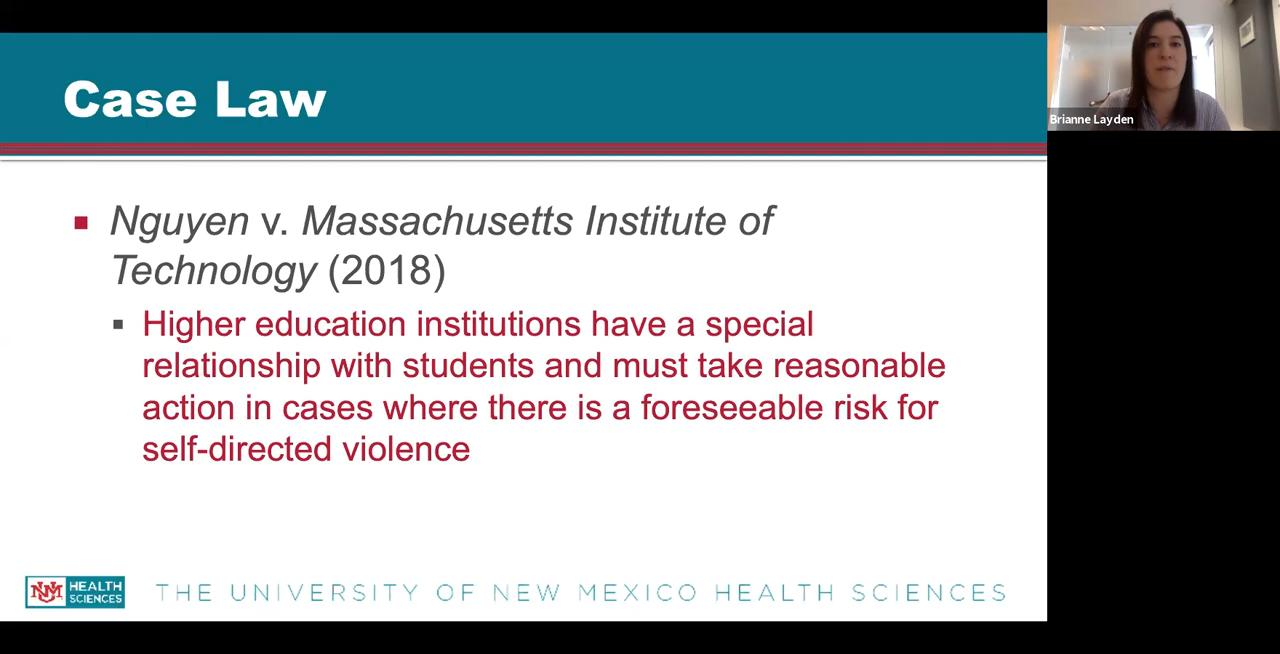 Case Law
Brianne Layden
Nguyen v. Massachusetts Institute of
Technology (2018)
Higher education institutions have a special
relationship with students and must take reasonable
action in cases where there is a foreseeable risk for
self-directed violence
UNM HEALTH
SCIENCES
THE UNIVERSITY OF NEW MEXICO HEALTH SCIENCES